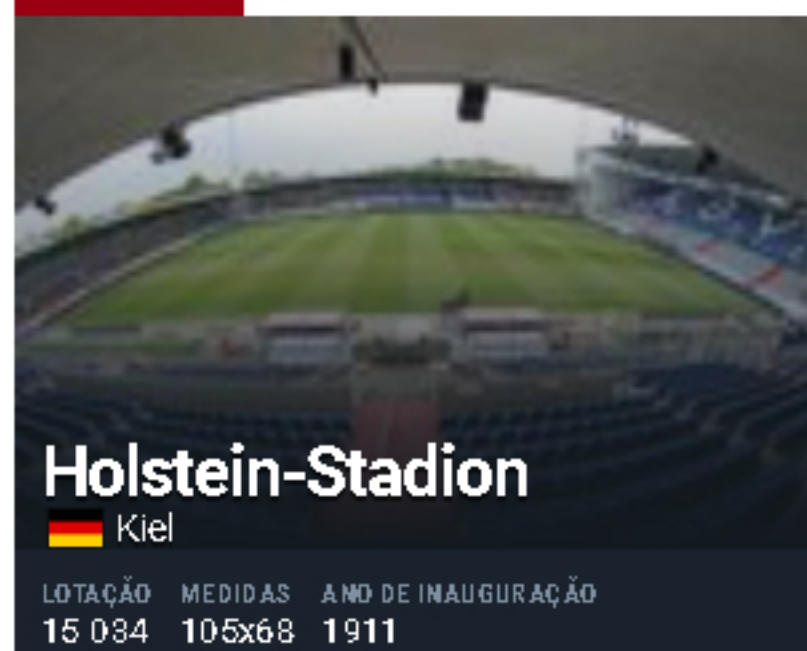 Holstein-Stadion
Kiel
LOTAÇÃO MEDIDAS ANO DE INAUGURAÇÃO
15 034 105x68 1911